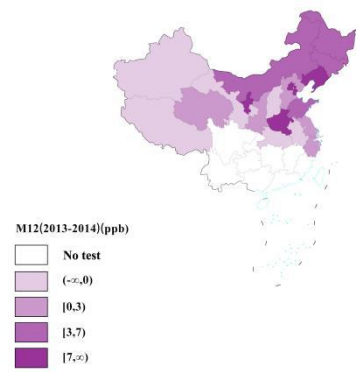 M12(2013-2014)(ppb)
No test
(-∞,0)
[0,3)
[3,7)
[7,∞)